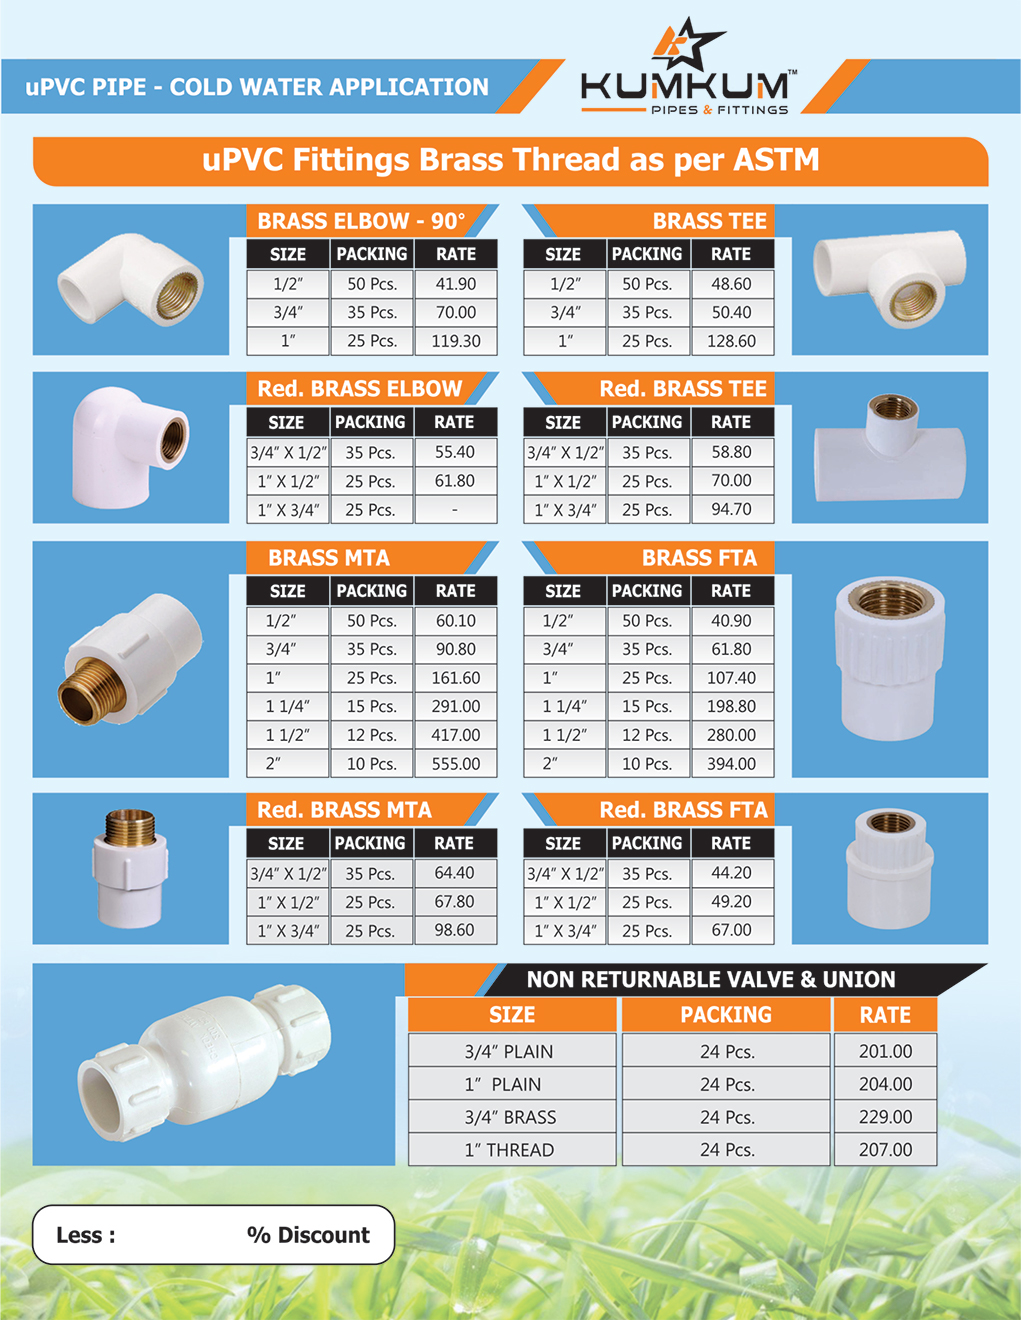 uPVC PIPE - COLD WATER APPLICATION
KUMKUM™
PIPES & FITTINGS
uPVC Fittings Brass Thread as per ASTM
BRASS ELBOW - 90°
SIZE PACKING RATE
1/2” 50 Pcs. 41.90
3/4” 35 Pcs. 70.00
1” 25 Pcs. 119.30
BRASS TEE
SIZE PACKING RATE
1/2” 50 Pcs. 48.60
3/4” 35 Pcs. 50.40
1” 25 Pcs. 128.60
Red. BRASS ELBOW
SIZE PACKING RATE
3/4” X 1/2” 35 Pcs. 55.40
1” X 1/2” 25 Pcs. 61.80
1” X 3/4” 25 Pcs. -
Red. BRASS TEE
SIZE PACKING RATE
3/4” X 1/2” 35 Pcs. 58.80
1” X 1/2” 25 Pcs. 70.00
1” X 3/4” 25 Pcs. 94.70
BRASS MTA
SIZE PACKING RATE
1/2” 50 Pcs. 60.10
3/4” 35 Pcs. 90.80
1” 25 Pcs. 161.60
1 1/4” 15 Pcs. 291.00
1 1/2” 12 Pcs. 417.00
2” 10 Pcs. 555.00
BRASS FTA
SIZE PACKING RATE
1/2” 50 Pcs. 40.90
3/4” 35 Pcs. 61.80
1” 25 Pcs. 107.40
1 1/4” 15 Pcs. 198.80
1 1/2” 12 Pcs. 280.00
2” 10 Pcs. 394.00
Red. BRASS MTA
SIZE PACKING RATE
3/4” X 1/2” 35 Pcs. 64.40
1” X 1/2” 25 Pcs. 67.80
1” X 3/4” 25 Pcs. 98.60
Red. BRASS FTA
SIZE PACKING RATE
3/4” X 1/2” 35 Pcs. 44.20
1” X 1/2” 25 Pcs. 49.20
1” X 3/4” 25 Pcs. 67.00
NON RETURNABLE VALVE & UNION
SIZE PACKING RATE
3/4” PLAIN 24 Pcs. 201.00
1” PLAIN 24 Pcs. 204.00
3/4” BRASS 24 Pcs. 229.00
1” THREAD 24 Pcs. 207.00
Less : % Discount